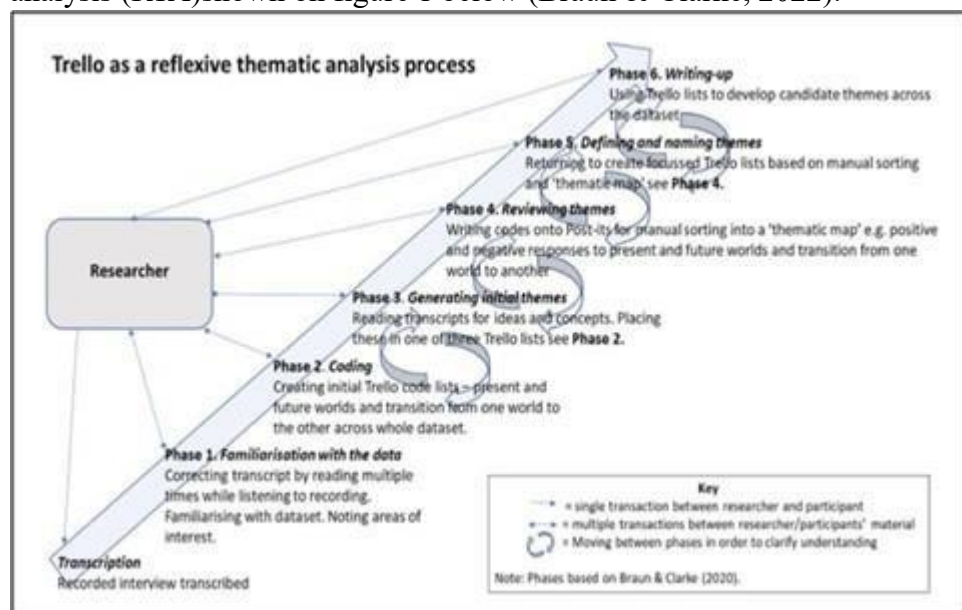 analysis (RTA)shown on figure 1 below (Braun & Clarke, 2022).
Trello as a reflexive thematic analysis process
Phase 6. Writing-up
Using Trello lists to develop candidate themes across
the dataset
Phase 5. Defining and naming themes
Returning to create focussed Trello lists based on manual sorting
and 'thematic map' see Phase 4.
Phase 4. Reviewing themes
Writing codes onto Post-its for manual sorting into a 'thematic map' e.g. positive
and negative responses to present and future worlds and transition from one
world to another
Researcher
Phase 3. Generating initial themes
Reading transcripts for ideas and concepts. Placing
these in one of three Trello lists see Phase 2.
Phase 2. Coding
Creating initial Trello code lists – present and
future worlds and transition from one world to
the other across whole dataset.
Phase 1. Familiarisation with the data
Correcting transcript by reading multiple
times while listening to recording.
Familiarising with dataset. Noting areas of
interest.
Transcription
Recorded interview transcribed
Key
= single transaction between researcher and participant
= multiple transactions between researcher/participants' material
= Moving between phases in order to clarify understanding
Note: Phases based on Braun & Clarke (2020).